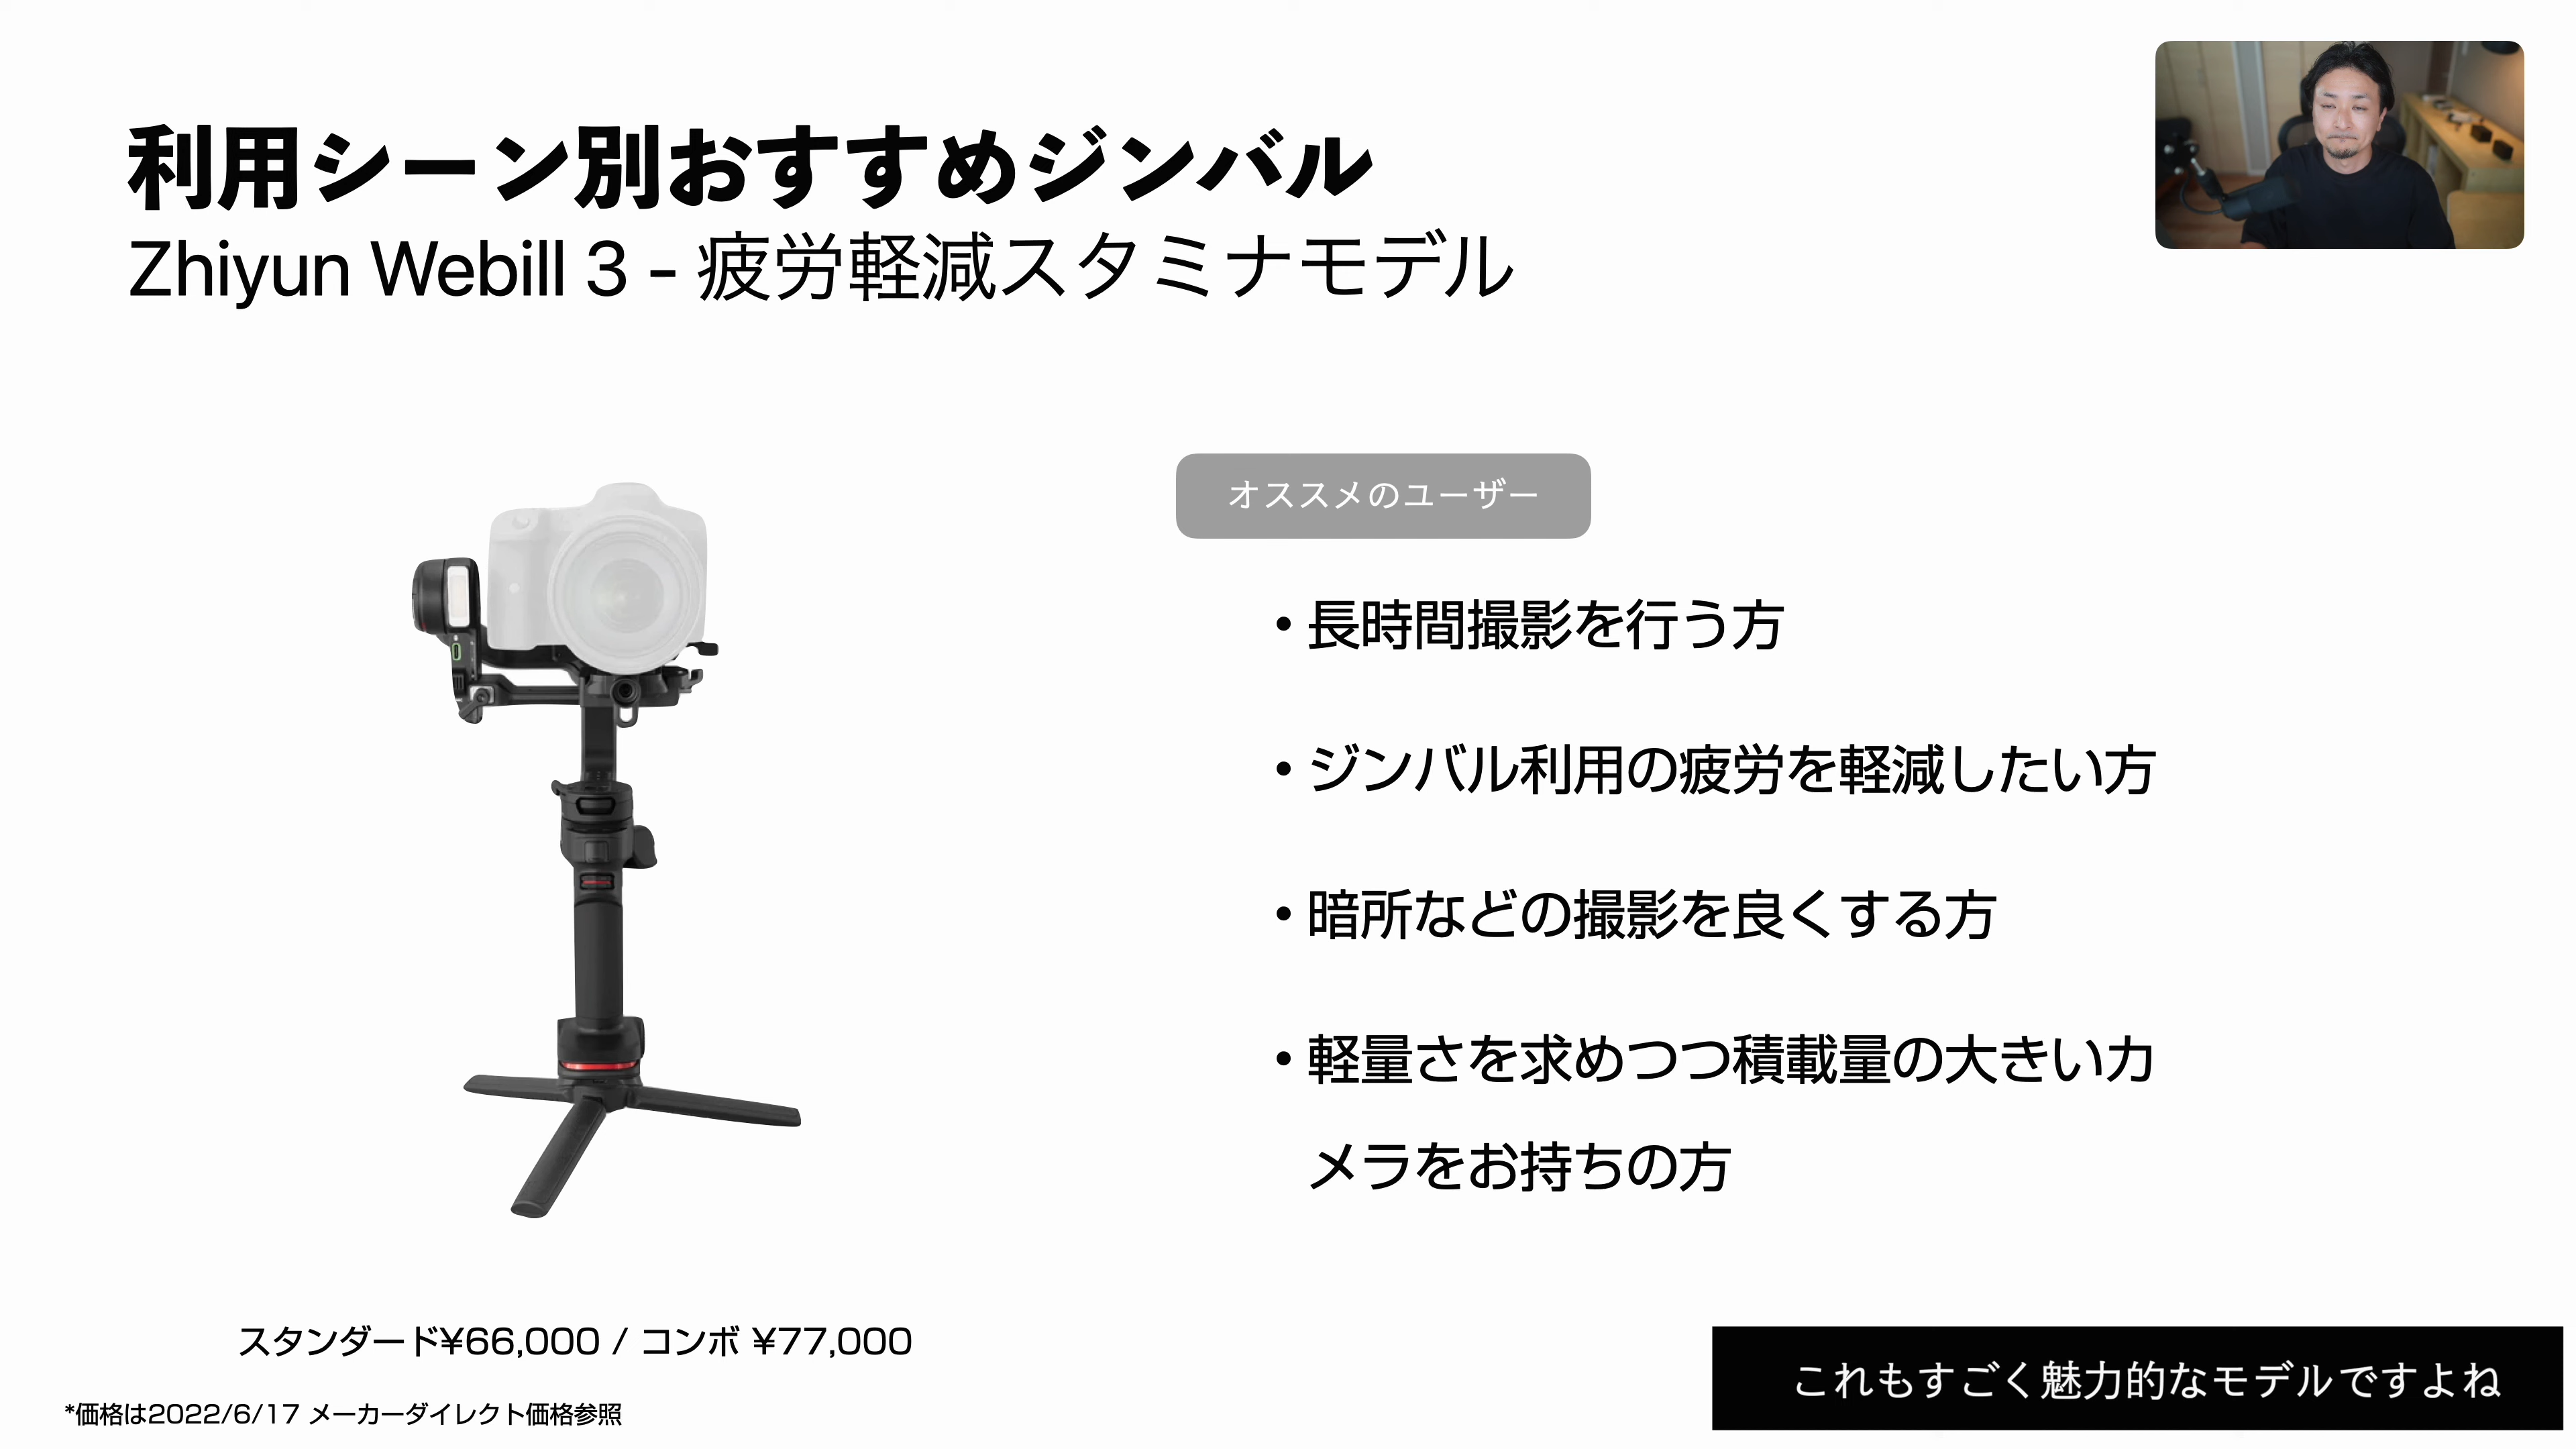 利用シーン別おすすめジンバル
Zhiyun Webill 3 - 疲労軽減スタミナモデル
オススメのユーザー
・長時間撮影を行う方
・ジンバル利用の疲労を軽減したい方
・暗所などの撮影を良くする方
・軽量さを求めつつ積載量の大きいカ
メラをお持ちの方
スタンダード¥66,000 / コンボ ¥77,000
*価格は2022/6/17 メーカーダイレクト価格参照
これもすごく魅力的なモデルですよね